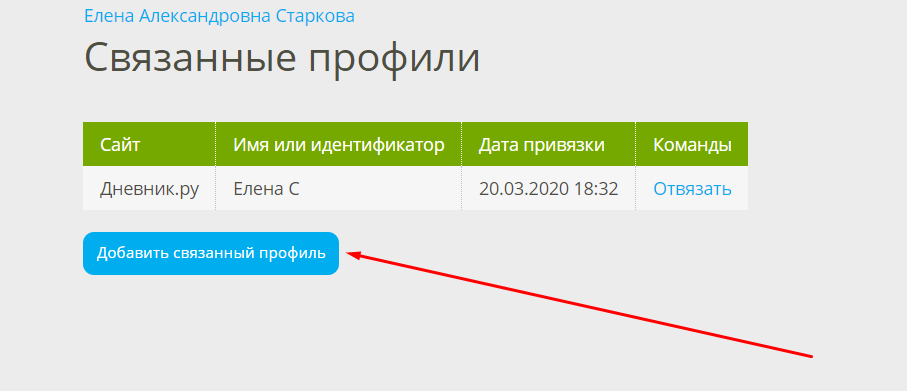 Елена Александровна Старкова
Связанные профили
Сайт Имя или идентификатор Дата привязки Команды
Дневник.ру Елена С 20.03.2020 18:32 Отвязать
Добавить связанный профиль